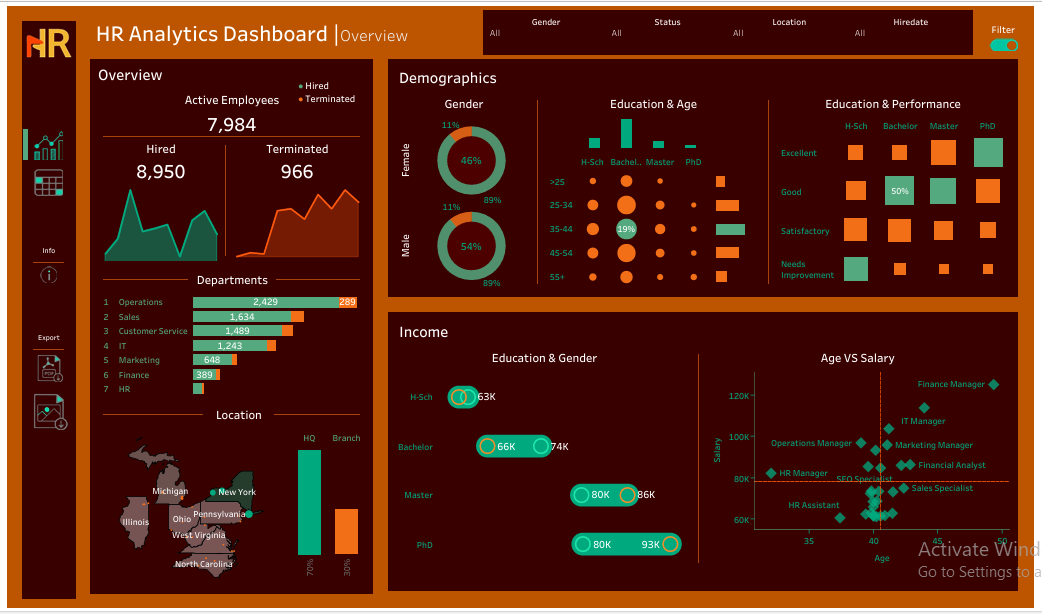 HR
HR Analytics Dashboard |Overview
Gender Status Location Hiredate
All All All All
Filter
Overview
Hired
Terminated
Active Employees
7,984
Hired Terminated
8,950 966
Departments
1 Operations 2,429 289
2 Sales 1,634
3 Customer Service 1,489
4 IT 1,243
5 Marketing 648
6 Finance 389
7 HR
Location
HQ Branch
Michigan
New York
Illinois
Ohio
Pennsylvania
West Virginia
North Carolina
70% 30%
Info
Export
PDF
Demographics
Gender
Female
11%
46%
89%
Male
11%
54%
89%
Education & Age
H-Sch Bachel.. Master PhD
>25
25-34
35-44 19%
45-54
55+
Education & Performance
H-Sch Bachelor Master PhD
Excellent
Good 50%
Satisfactory
Needs
Improvement
Income
Education & Gender
H-Sch 63K
Bachelor 66K 74K
Master 80K 86K
PhD 80K 93K
Age VS Salary
Salary
120K
100K
80K
60K
Finance Manager
IT Manager
Operations Manager
Marketing Manager
Financial Analyst
HR Manager
SEO Specialist
Sales Specialist
HR Assistant
35 40 45 50
Age
Activate Wind
Go to Settings to a